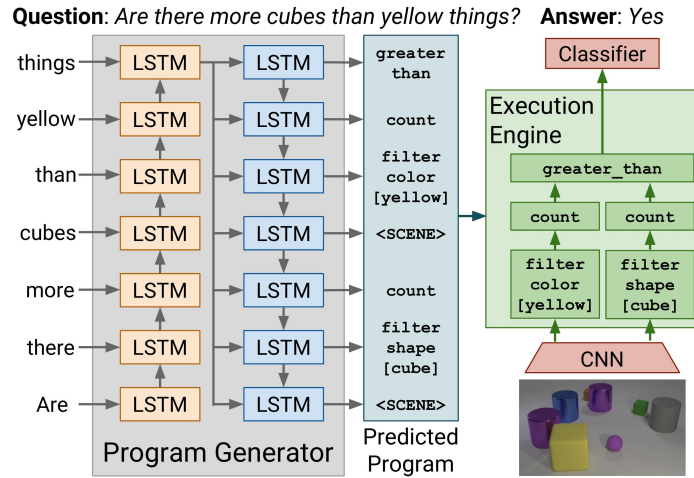 Question: Are there more cubes than yellow things? Answer: Yes
things
LSTM
LSTM
greater
than
yellow
LSTM
LSTM
count
than
LSTM
LSTM
filter
color
[yellow]
cubes
LSTM
LSTM
<SCENE>
more
LSTM
LSTM
count
there
LSTM
LSTM
filter
shape
[cube]
Are
LSTM
LSTM
<SCENE>
Program Generator
Predicted
Program
Classifier
Execution
Engine
greater_than
count
count
filter
color
[yellow]
filter
shape
[cube]
CNN